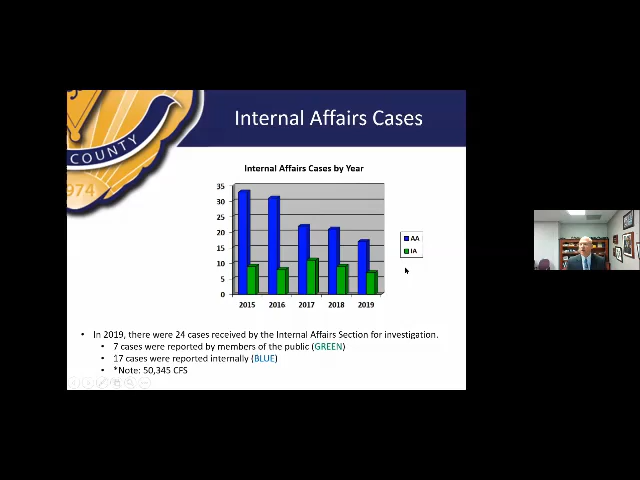 Internal Affairs Cases
COUNTY
1974
Internal Affairs Cases by Year
35
30
25
20
15
10
5
0
2015 2016 2017 2018 2019
AA
IA
• In 2019, there were 24 cases received by the Internal Affairs Section for investigation.
• 7 cases were reported by members of the public (GREEN)
• 17 cases were reported internally (BLUE)
• *Note: 50,345 CFS